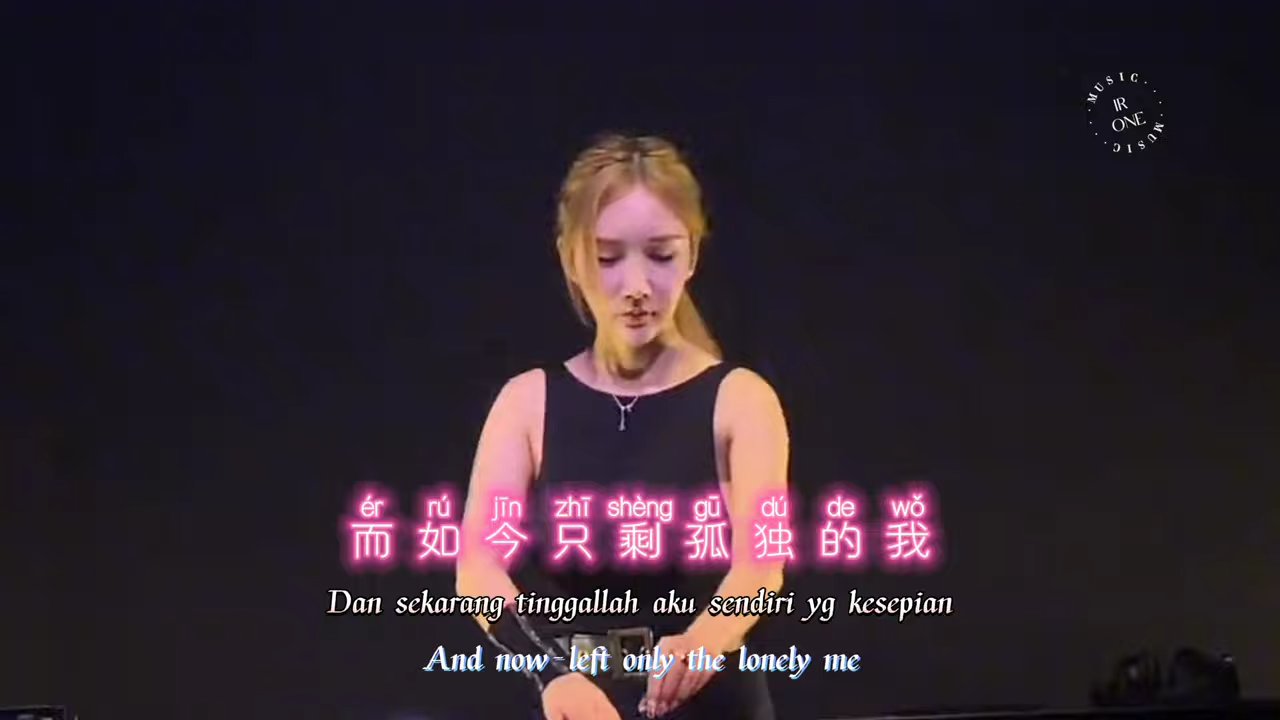 MUSIC
IR
ONE
MUSIC
ér rú jīn zhī shèng gū dú de wǒ
而如今只剩孤独的我
Dan sekarang tinggallah aku sendiri yg kesepian
And now left only the lonely me